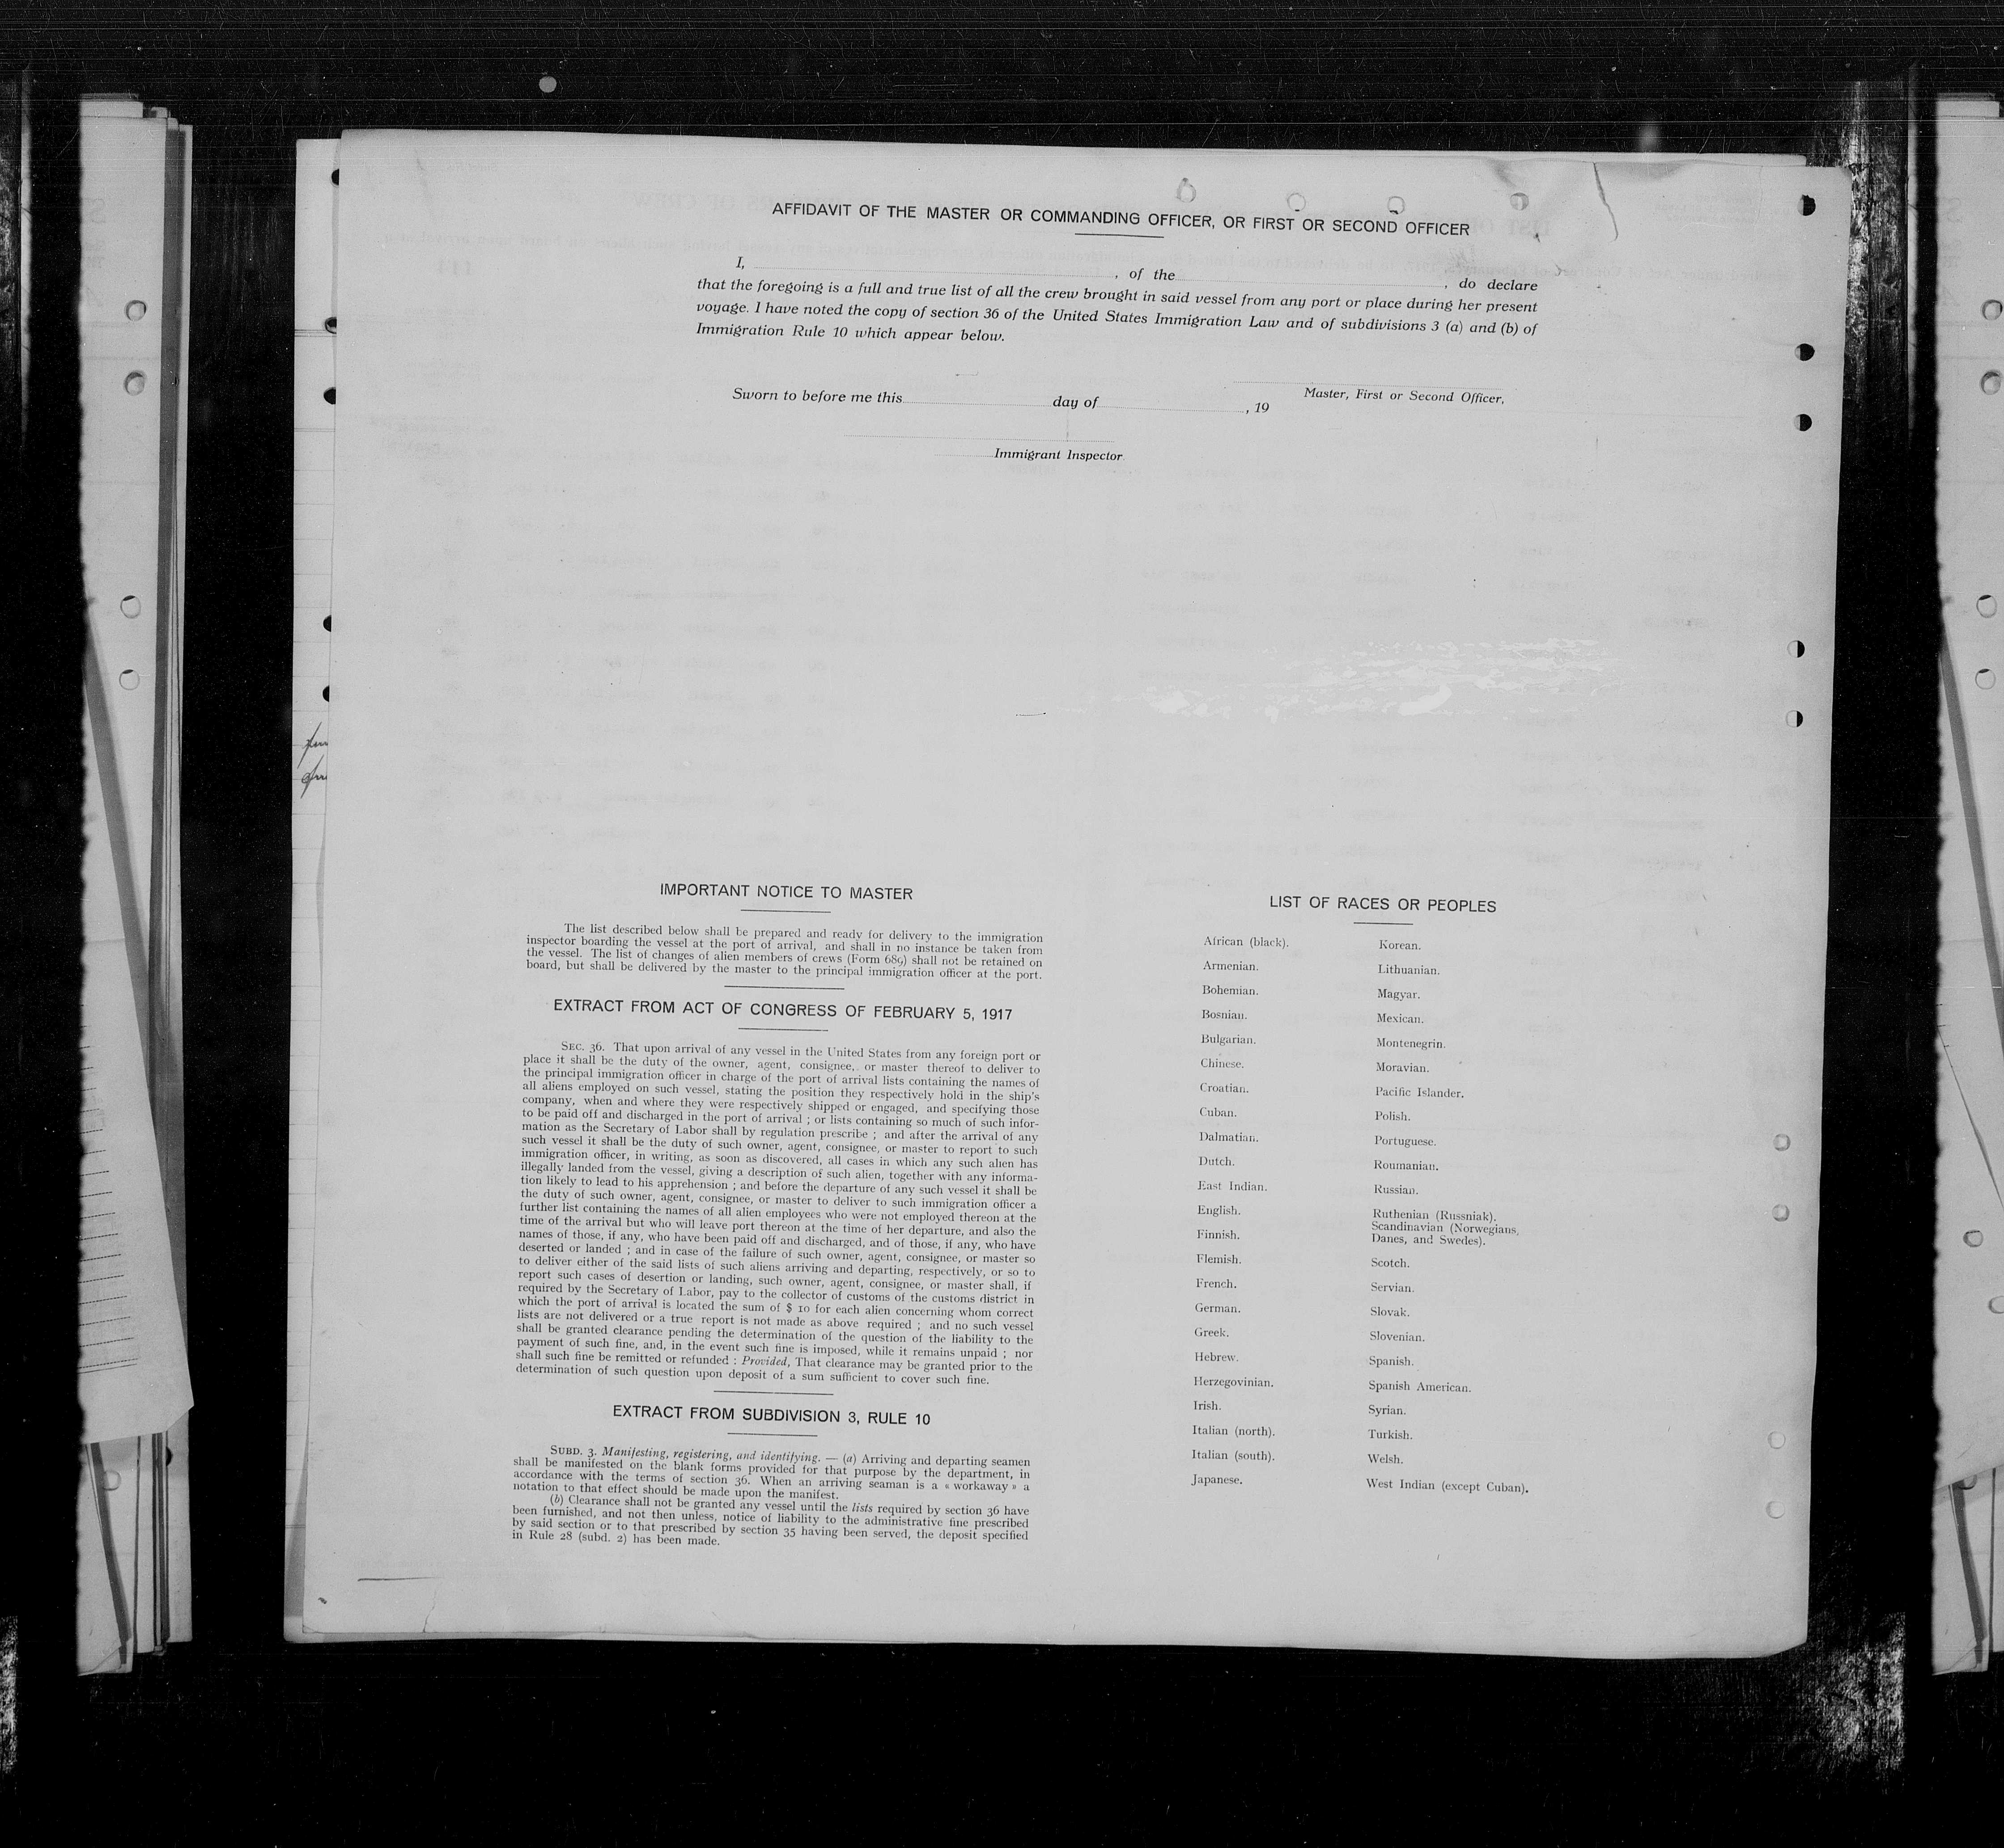 AFFIDAVIT OF THE MASTER OR COMMANDING OFFICER, OR FIRST OR SECOND OFFICER
I, , of the , do declare
that the foregoing is a full and true list of all the crew brought in said vessel from any port or place during her present
voyage. I have noted the copy of section 36 of the United States Immigration Law and of subdivisions 3 (a) and (b) of
Immigration Rule 10 which appear below.
Master, First or Second Officer,
Sworn to before me this day of , 19
Immigrant Inspector
IMPORTANT NOTICE TO MASTER
The list described below shall be prepared and ready for delivery to the immigration
inspector boarding the vessel at the port of arrival, and shall in no instance be taken from
the vessel. The list of changes of alien members of crews (Form 689) shall not be retained on
board, but shall be delivered by the master to the principal immigration officer at the port.
EXTRACT FROM ACT OF CONGRESS OF FEBRUARY 5, 1917
SEC. 36. That upon arrival of any vessel in the United States from any foreign port or
place it shall be the duty of the owner, agent, consignee, or master thereof to deliver to
the principal immigration officer in charge of the port of arrival lists containing the names of
all aliens employed on such vessel, stating the position they respectively hold in the ship's
company, when and where they were respectively shipped or engaged, and specifying those
to be paid off and discharged in the port of arrival ; or lists containing so much of such infor-
mation as the Secretary of Labor shall by regulation prescribe ; and after the arrival of any
such vessel it shall be the duty of such owner, agent, consignee, or master to report to such
immigration officer, in writing, as soon as discovered, all cases in which any such alien has
illegally landed from the vessel, giving a description of such alien, together with any informa-
tion likely to lead to his apprehension ; and before the departure of any such vessel it shall be
the duty of such owner, agent, consignee, or master to deliver to such immigration officer a
further list containing the names of all alien employees who were not employed thereon at the
time of the arrival but who will leave port thereon at the time of her departure, and also the
names of those, if any, who have been paid off and discharged, and of those, if any, who have
deserted or landed ; and in case of the failure of such owner, agent, consignee, or master so
to deliver either of the said lists of such aliens arriving and departing, respectively, or so to
report such cases of desertion or landing, such owner, agent, consignee, or master shall, if
required by the Secretary of Labor, pay to the collector of customs of the customs district in
which the port of arrival is located the sum of $ 10 for each alien concerning whom correct
lists are not delivered or a true report is not made as above required ; and no such vessel
shall be granted clearance pending the determination of the question of the liability to the
payment of such fine, and, in the event such fine is imposed, while it remains unpaid ; nor
shall such fine be remitted or refunded : Provided, That clearance may be granted prior to the
determination of such question upon deposit of a sum sufficient to cover such fine.
EXTRACT FROM SUBDIVISION 3, RULE 10
SUBD. 3. Manifesting, registering, and identifying. — (a) Arriving and departing seamen
shall be manifested on the blank forms provided for that purpose by the department, in
accordance with the terms of section 36. When an arriving seaman is a « workaway » a
notation to that effect should be made upon the manifest.
(b) Clearance shall not be granted any vessel until the lists required by section 36 have
been furnished, and not then unless, notice of liability to the administrative fine prescribed
by said section or to that prescribed by section 35 having been served, the deposit specified
in Rule 28 (subd. 2) has been made.
LIST OF RACES OR PEOPLES
African (black).
Armenian.
Bohemian.
Bosnian.
Bulgarian.
Chinese.
Croatian.
Cuban.
Dalmatian.
Dutch.
East Indian.
English.
Finnish.
Flemish.
French.
German.
Greek.
Hebrew.
Herzegovinian.
Irish.
Italian (north).
Italian (south).
Japanese.
Korean.
Lithuanian.
Magyar.
Mexican.
Montenegrin.
Moravian.
Pacific Islander.
Polish.
Portuguese.
Roumanian.
Russian.
Ruthenian (Russniak).
Scandinavian (Norwegians,
Danes, and Swedes).
Scotch.
Servian.
Slovak.
Slovenian.
Spanish.
Spanish American.
Syrian.
Turkish.
Welsh.
West Indian (except Cuban).